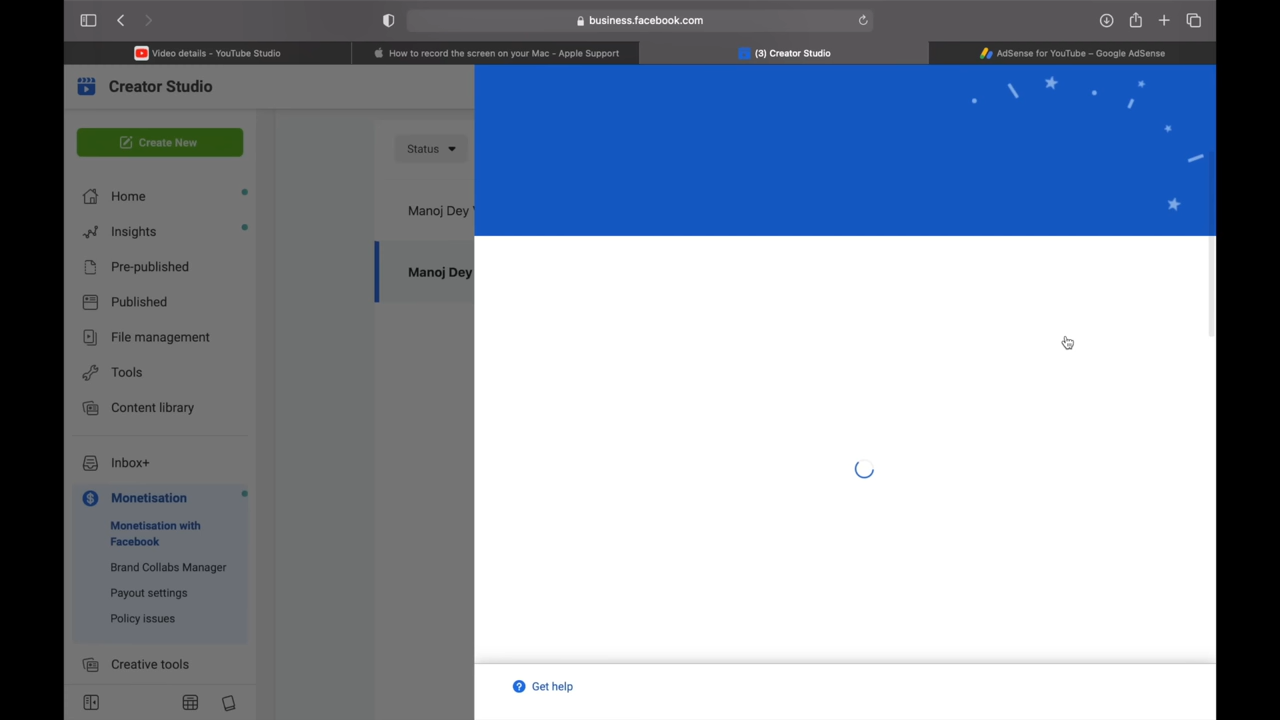 business.facebook.com
Video details - YouTube Studio
How to record the screen on your Mac - Apple Support
(3) Creator Studio
AdSense for YouTube – Google AdSense
Creator Studio
Create New
Status
Home
Manoj Dey
Insights
Pre-published
Manoj Dey
Published
File management
Tools
Content library
Inbox+
Monetisation
Monetisation with
Facebook
Brand Collabs Manager
Payout settings
Policy issues
Creative tools
Get help